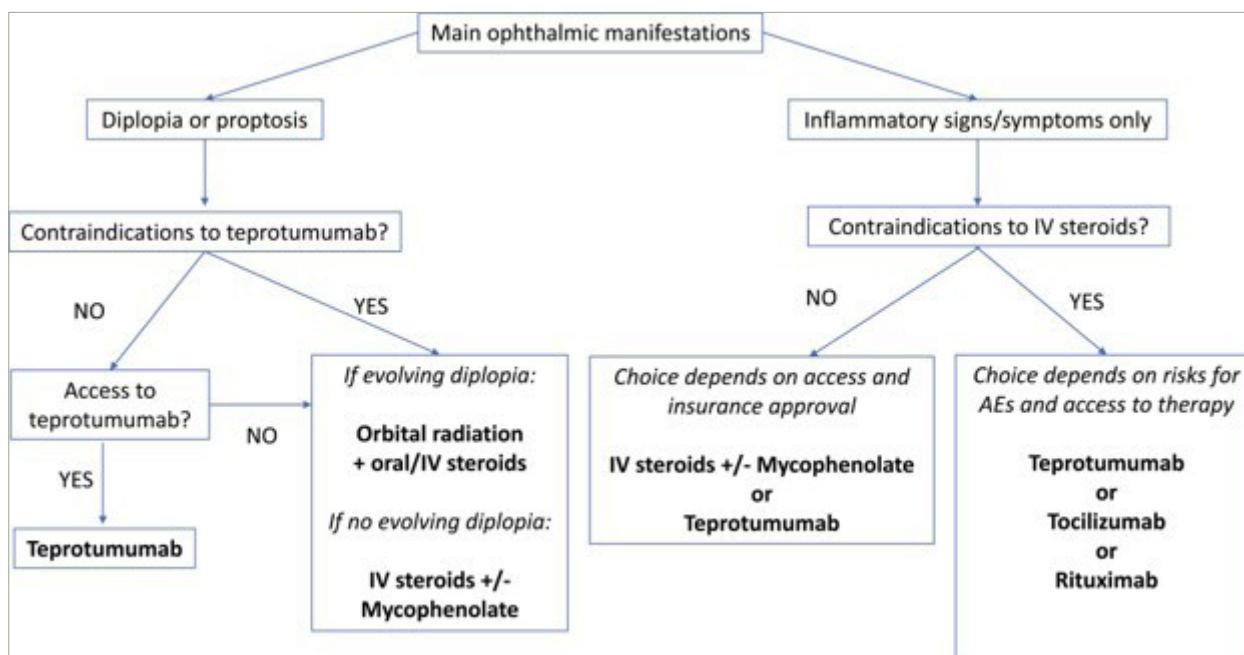 Main ophthalmic manifestations
Diplopia or proptosis
Inflammatory signs/symptoms only
Contraindications to teprotumumab?
Contraindications to IV steroids?
NO
YES
NO
YES
Access to
teprotumumab?
NO
YES
Teprotumumab
If evolving diplopia:
Orbital radiation
+ oral/IV steroids
If no evolving diplopia:
IV steroids +/-
Mycophenolate
Choice depends on access and
insurance approval
IV steroids +/- Mycophenolate
or
Teprotumumab
Choice depends on risks for
AEs and access to therapy
Teprotumumab
or
Tocilizumab
or
Rituximab